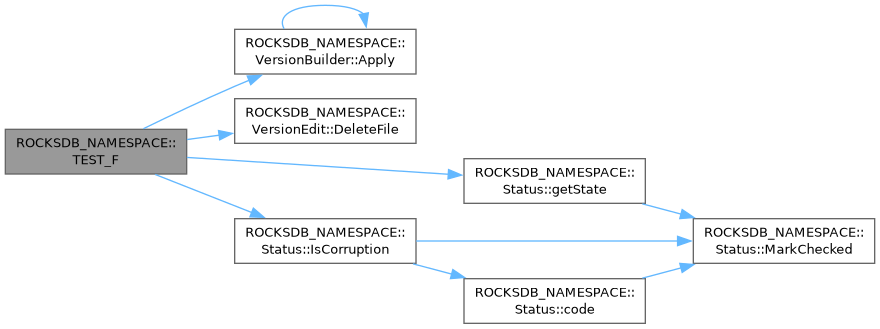 ROCKSDB_NAMESPACE::
VersionBuilder::Apply
ROCKSDB_NAMESPACE::
VersionEdit::DeleteFile
ROCKSDB_NAMESPACE::
TEST_F
ROCKSDB_NAMESPACE::
Status::getState
ROCKSDB_NAMESPACE::
Status::IsCorruption
ROCKSDB_NAMESPACE::
Status::MarkChecked
ROCKSDB_NAMESPACE::
Status::code